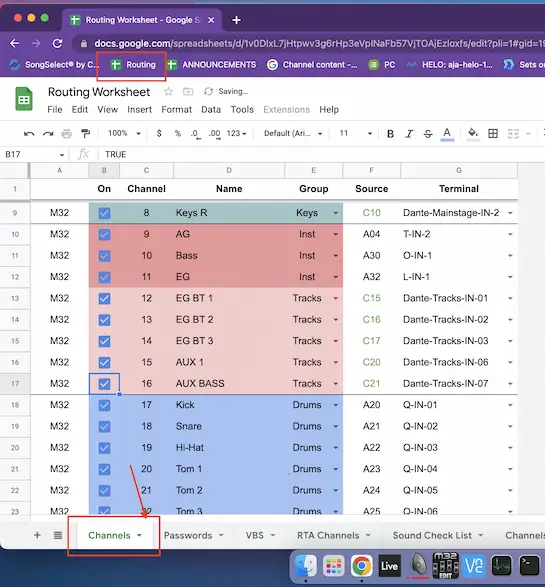 Routing Worksheet - Google S
docs.google.com/spreadsheets/d/1v0DIxL7jHtpwv3g6rHp3eVpINaFb57VjTOAjEzIoxfs/edit?pli=1#gid=19
SongSelect® by C... Routing ANNOUNCEMENTS Channel content -... PC HELO: aja-helo-1... Sets o
Routing Worksheet Saving...
File Edit View Insert Format Data Tools Extensions Help
100% $ % .0 .00 123 Default (Ari... 11 B I S A
B17 fx TRUE
A B C D E F G
1 On Channel Name Group Source Terminal
9 M32 8 Keys R Keys C10 Dante-Mainstage-IN-2
10 M32 9 AG Inst A04 T-IN-2
11 M32 10 Bass Inst A30 O-IN-1
12 M32 11 EG Inst A32 L-IN-1
13 M32 12 EG BT 1 Tracks C15 Dante-Tracks-IN-01
14 M32 13 EG BT 2 Tracks C16 Dante-Tracks-IN-02
15 M32 14 EG BT 3 Tracks C17 Dante-Tracks-IN-03
16 M32 15 AUX 1 Tracks C20 Dante-Tracks-IN-06
17 M32 16 AUX BASS Tracks C21 Dante-Tracks-IN-07
18 M32 17 Kick Drums A20 Q-IN-01
19 M32 18 Snare Drums A21 Q-IN-02
20 M32 19 Hi-Hat Drums A22 Q-IN-03
21 M32 20 Tom 1 Drums A23 Q-IN-04
22 M32 21 Tom 2 Drums A24 Q-IN-05
23 M32 22 Tom 3 Drums A25 Q-IN-06
Channels Passwords VBS RTA Channels Sound Check List Channels
Live M32 EDIT V2